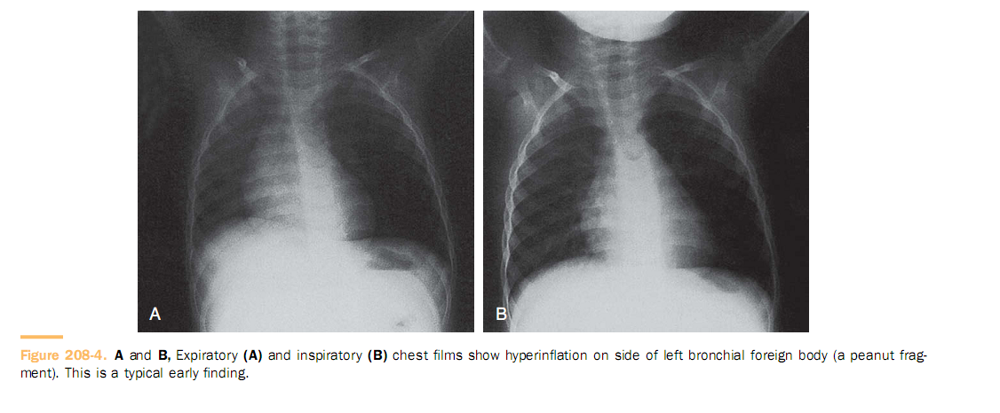 A
B
Figure 208-4. A and B, Expiratory (A) and inspiratory (B) chest films show hyperinflation on side of left bronchial foreign body (a peanut frag-
ment). This is a typical early finding.